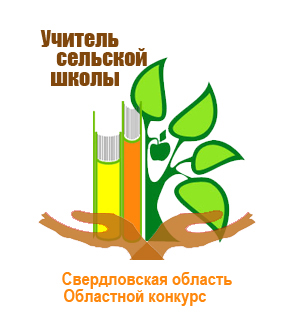 Учитель
сельской
школы
Свердловская область
Областной конкурс